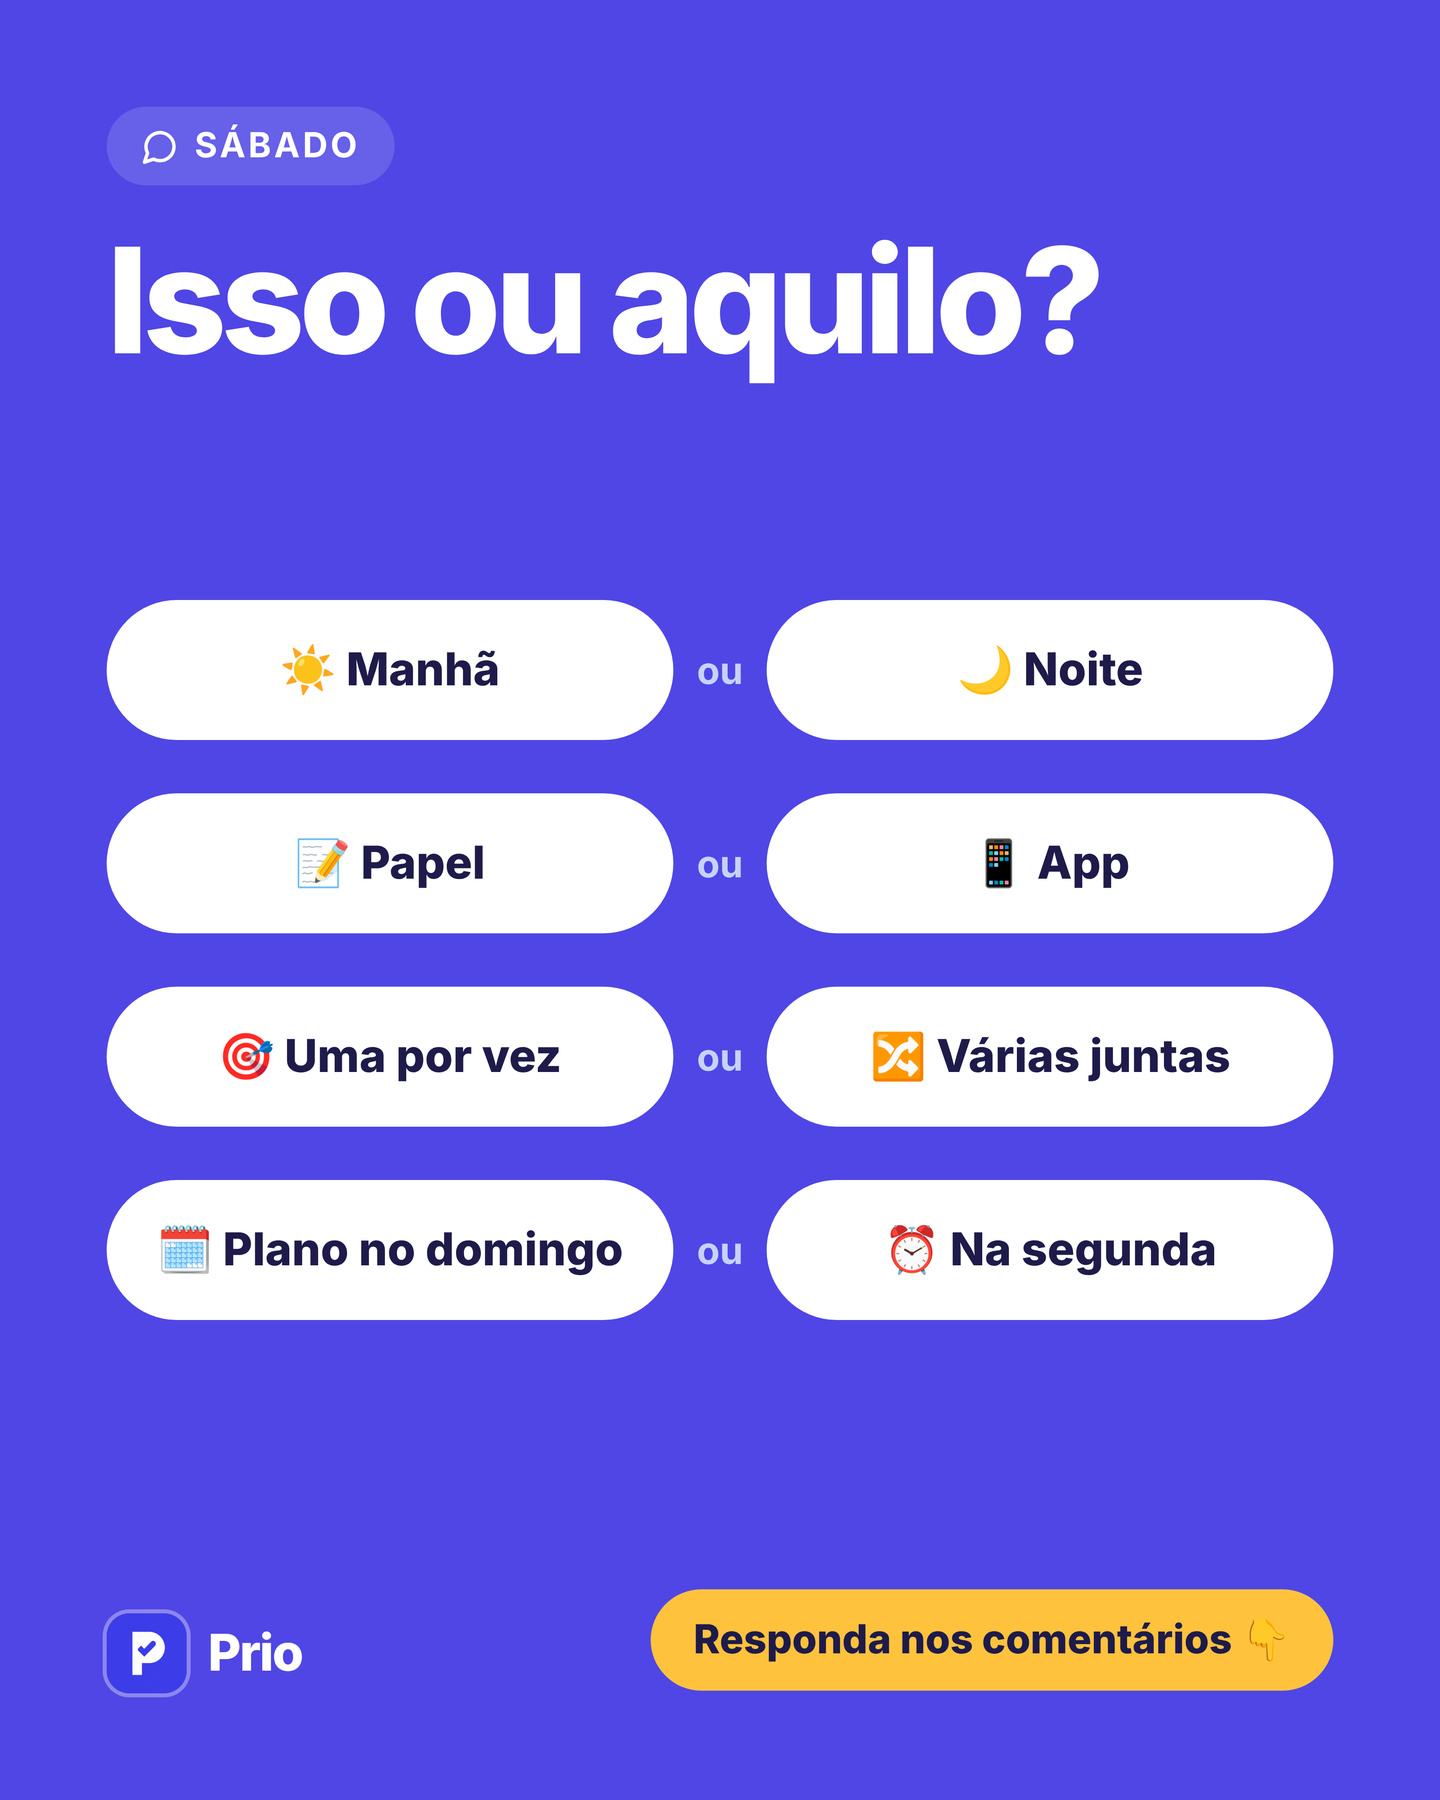 SÁBADO
Isso ou aquilo?
☀️ Manhã ou 🌙 Noite
📝 Papel ou 📱 App
🎯 Uma por vez ou 🔀 Várias juntas
🗓️ Plano no domingo ou ⏰ Na segunda
Prio
Responda nos comentários 👇